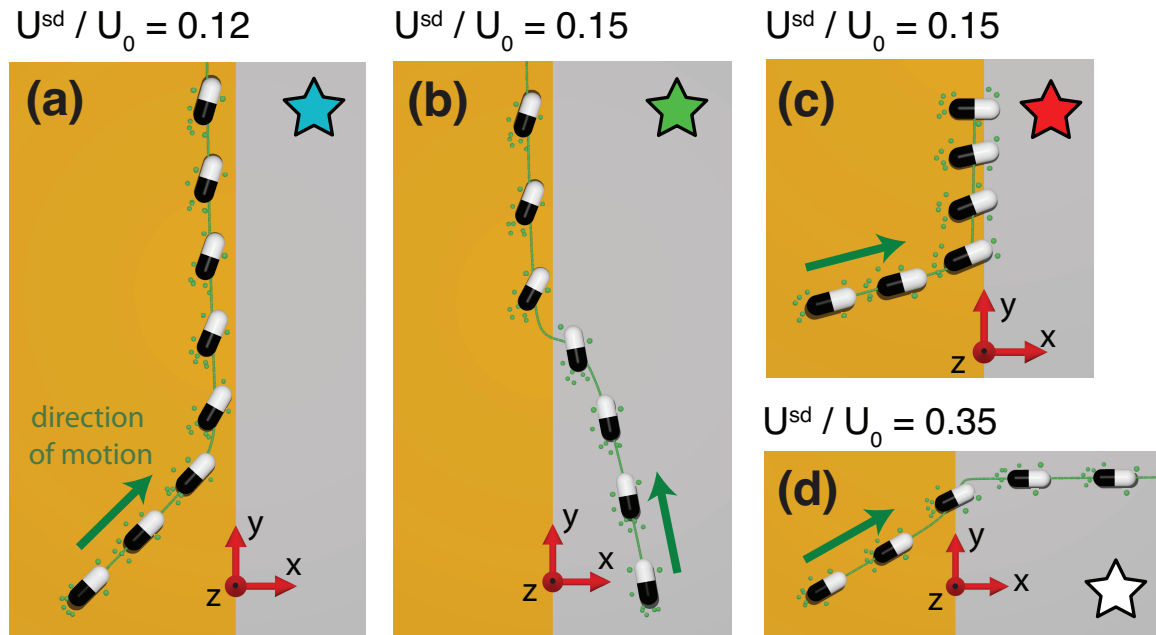 U^sd / U_0 = 0.12
(a)
direction
of motion
y
x
z
U^sd / U_0 = 0.15
(b)
y
x
z
U^sd / U_0 = 0.15
(c)
y
x
z
U^sd / U_0 = 0.35
(d)
y
x
z